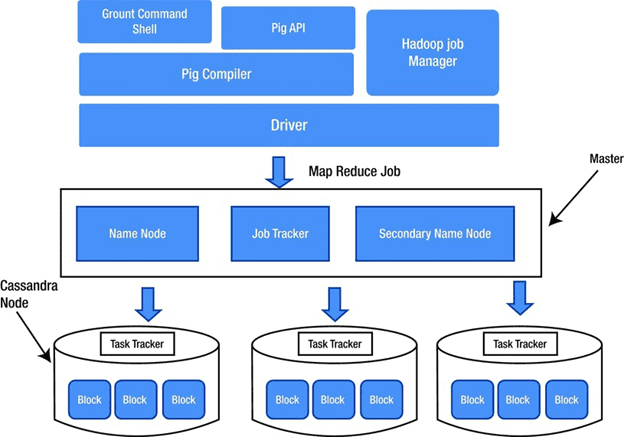 Grount Command
Shell
Pig API
Hadoop job
Manager
Pig Compiler
Driver
Map Reduce Job
Master
Name Node
Job Tracker
Secondary Name Node
Cassandra
Node
Task Tracker
Task Tracker
Task Tracker
Block
Block
Block
Block
Block
Block
Block
Block
Block